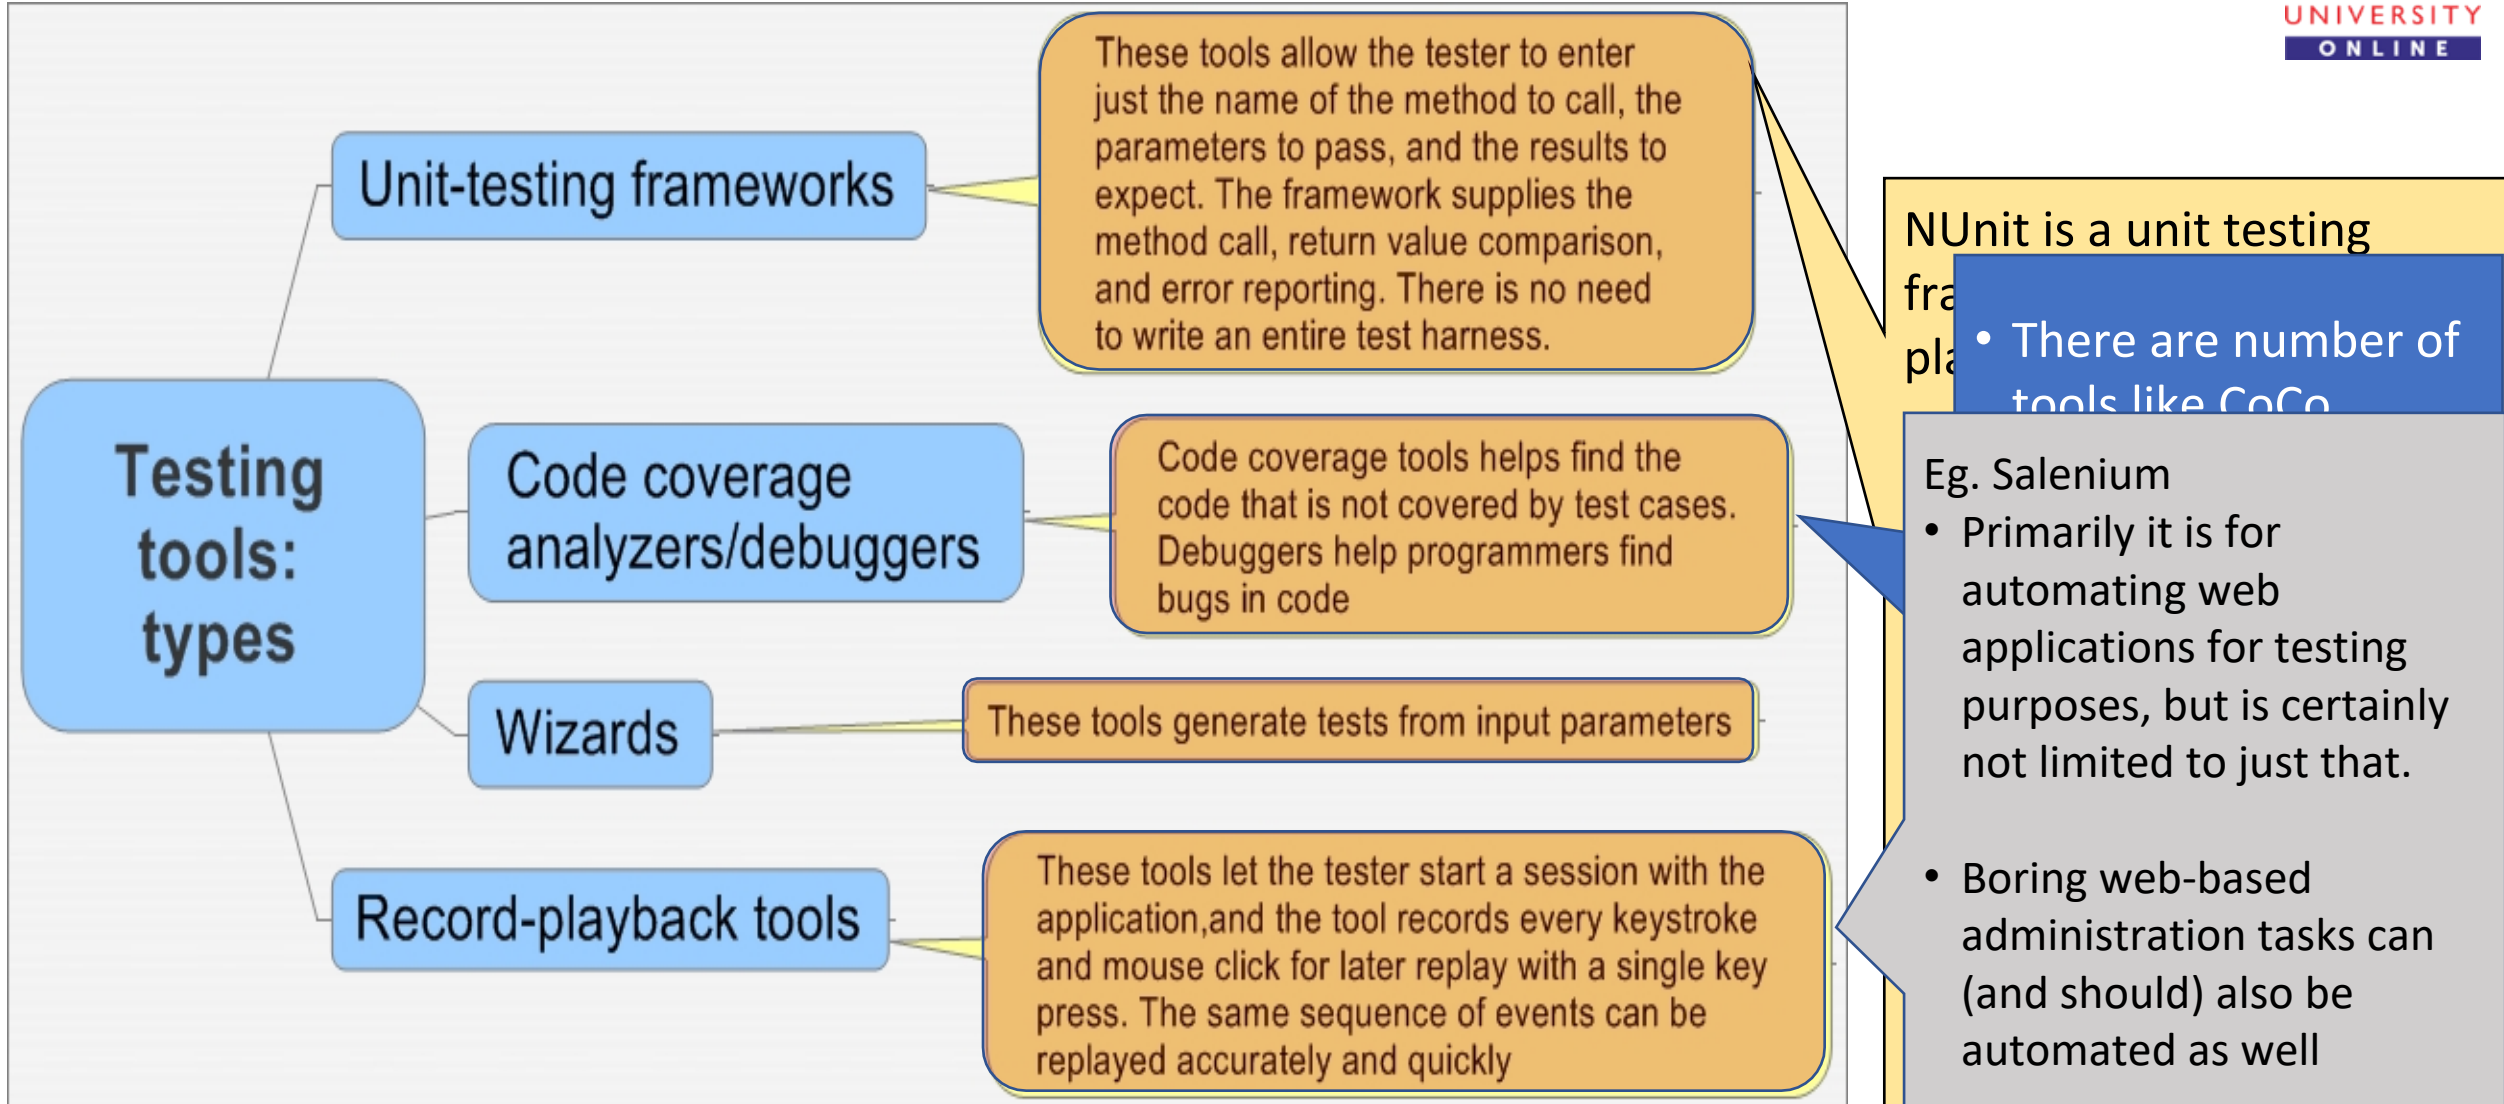 UNIVERSITY
ONLINE
Testing
tools:
types
Unit-testing frameworks
These tools allow the tester to enter
just the name of the method to call, the
parameters to pass, and the results to
expect. The framework supplies the
method call, return value comparison,
and error reporting. There is no need
to write an entire test harness.
NUnit is a unit testing
Code coverage
analyzers/debuggers
Code coverage tools helps find the
code that is not covered by test cases.
Debuggers help programmers find
bugs in code
• There are number of
tools like CoCo
Wizards
These tools generate tests from input parameters
Record-playback tools
These tools let the tester start a session with the
application,and the tool records every keystroke
and mouse click for later replay with a single key
press. The same sequence of events can be
replayed accurately and quickly
Eg. Salenium
• Primarily it is for
automating web
applications for testing
purposes, but is certainly
not limited to just that.
• Boring web-based
administration tasks can
(and should) also be
automated as well